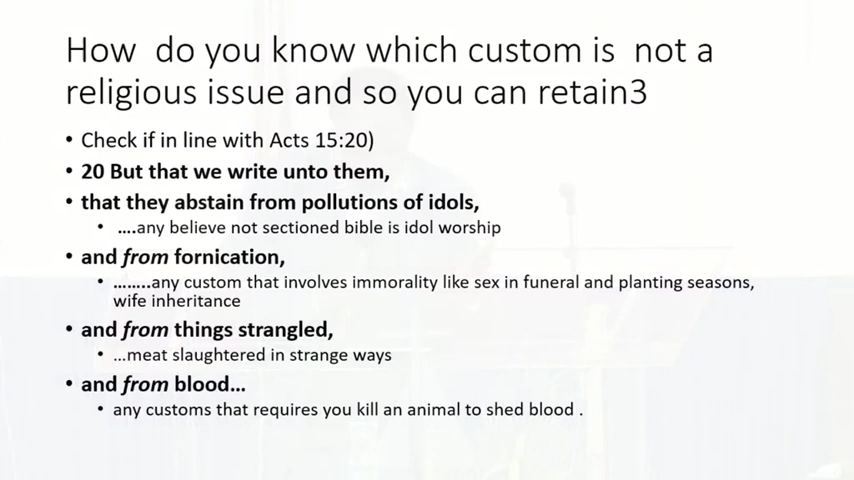 How do you know which custom is not a
religious issue and so you can retain3
• Check if in line with Acts 15:20)
• 20 But that we write unto them,
• that they abstain from pollutions of idols,
• ....any believe not sectioned bible is idol worship
• and from fornication,
• ........any custom that involves immorality like sex in funeral and planting seasons,
wife inheritance
• and from things strangled,
• ...meat slaughtered in strange ways
• and from blood...
• any customs that requires you kill an animal to shed blood .